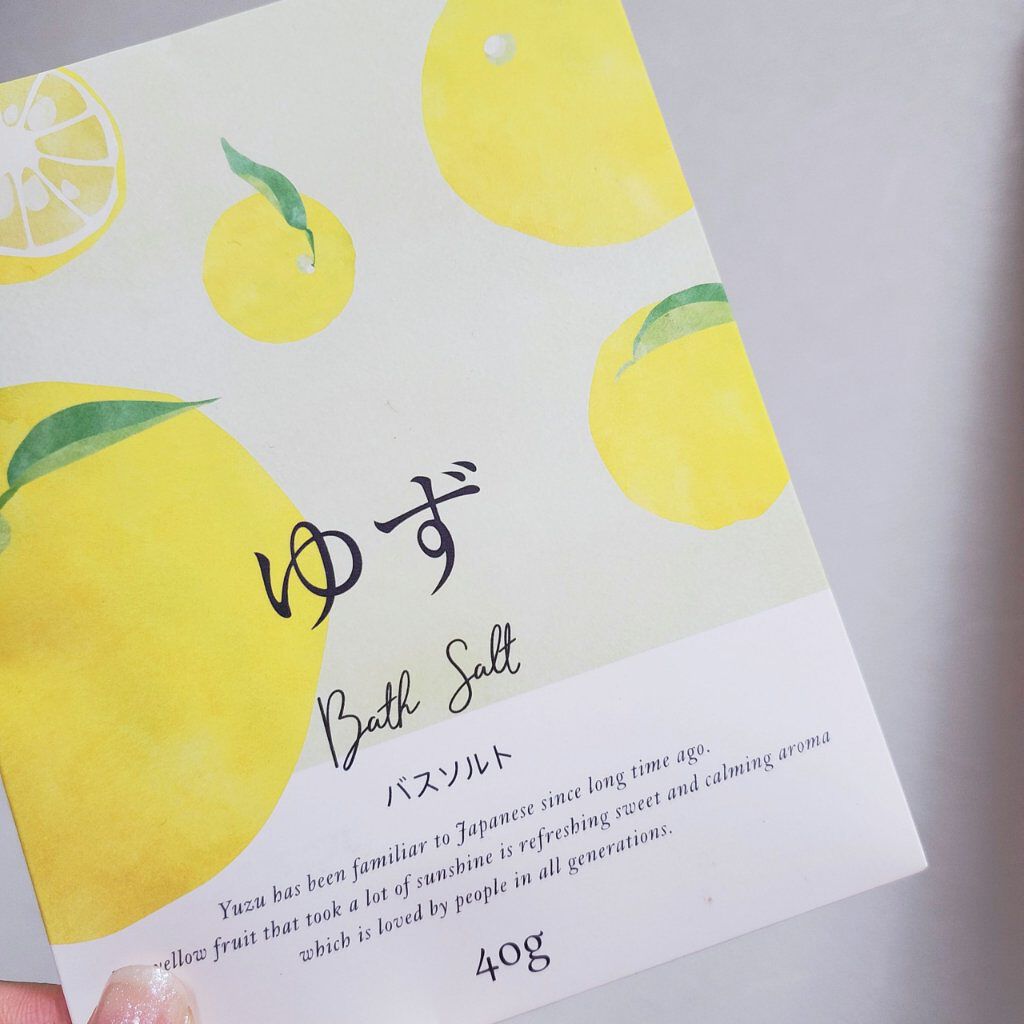 ゆず
Bath Salt
バスソルト
Yuzu has been familiar to Japanese since long time ago.
yellow fruit that took a lot of sunshine is refreshing sweet and calming aroma
which is loved by people in all generations.
40g